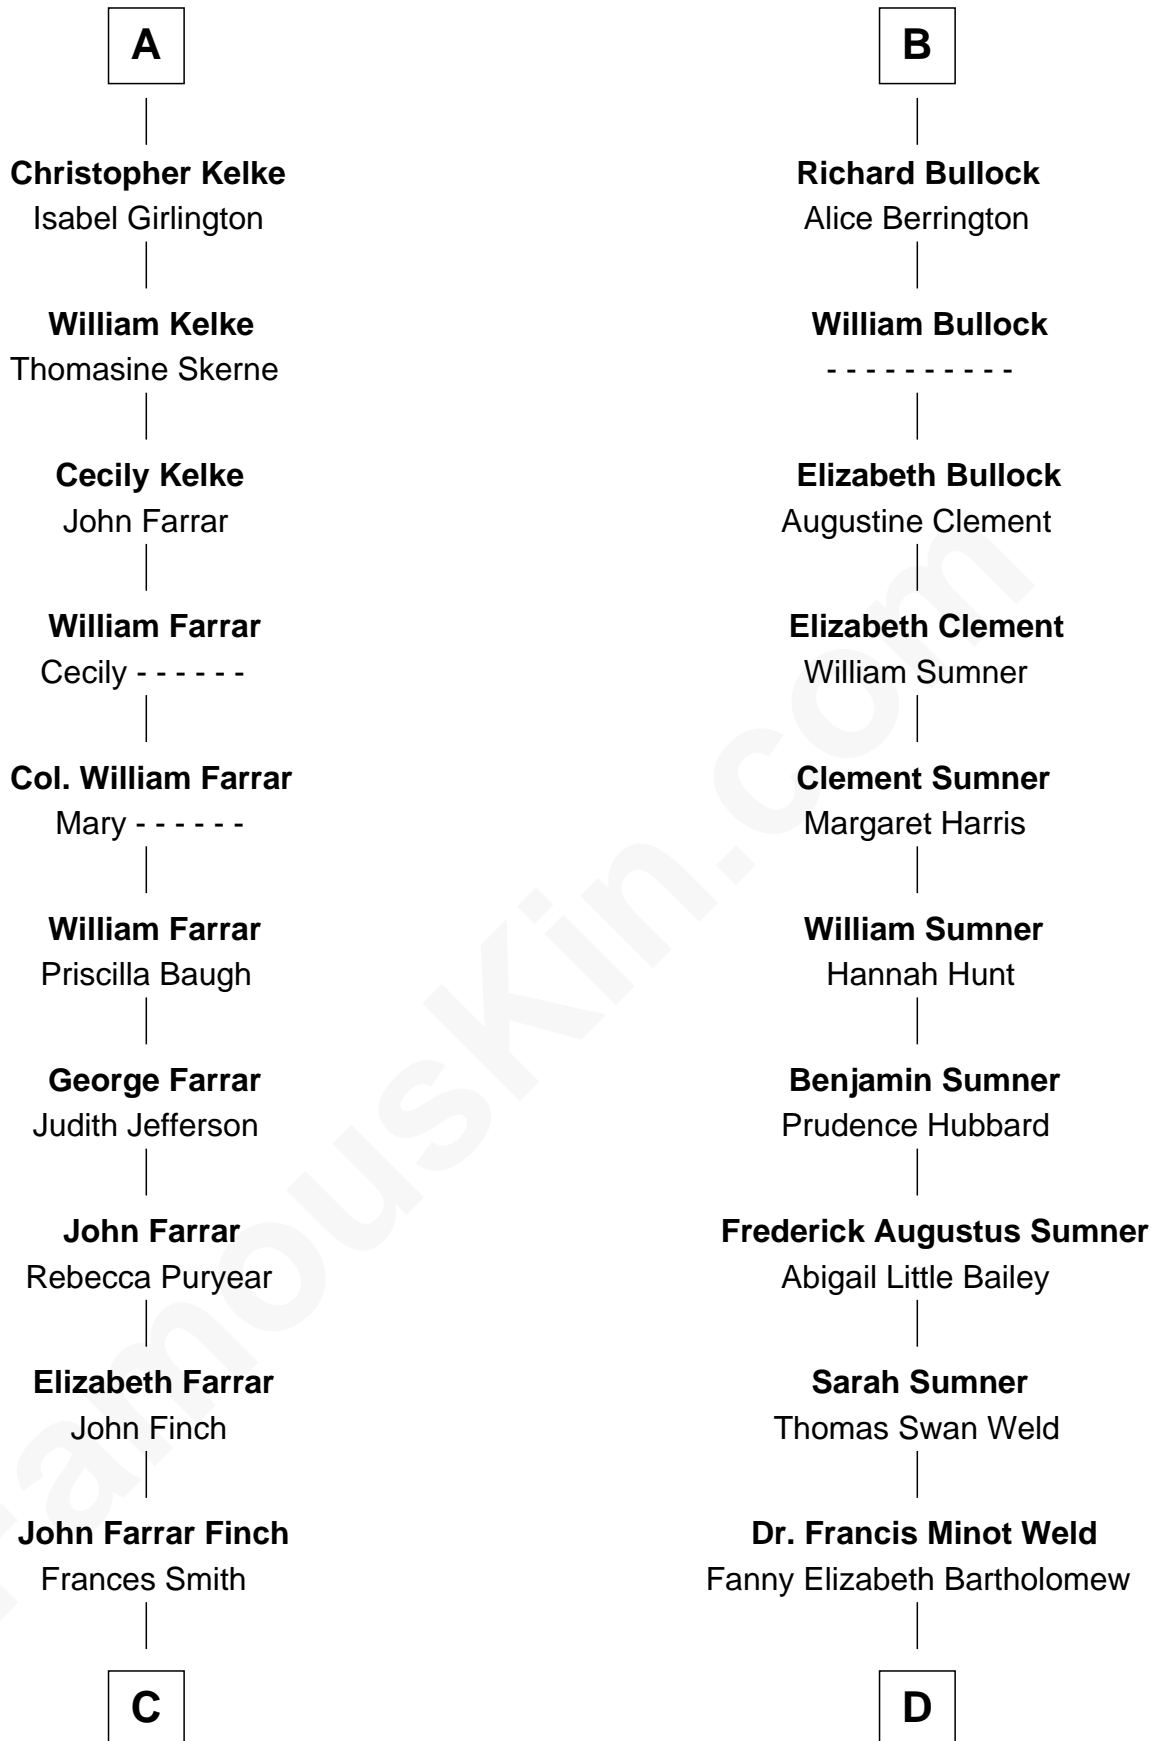 A
Christopher Kelke
Isabel Girlington
William Kelke
Thomasine Skerne
Cecily Kelke
John Farrar
William Farrar
Cecily - - - - - -
Col. William Farrar
Mary - - - - - -
William Farrar
Priscilla Baugh
George Farrar
Judith Jefferson
John Farrar
Rebecca Puryear
Elizabeth Farrar
John Finch
John Farrar Finch
Frances Smith
C
B
Richard Bullock
Alice Berrington
William Bullock
- - - - - - - - - -
Elizabeth Bullock
Augustine Clement
Elizabeth Clement
William Sumner
Clement Sumner
Margaret Harris
William Sumner
Hannah Hunt
Benjamin Sumner
Prudence Hubbard
Frederick Augustus Sumner
Abigail Little Bailey
Sarah Sumner
Thomas Swan Weld
Dr. Francis Minot Weld
Fanny Elizabeth Bartholomew
D
FamousKin.com